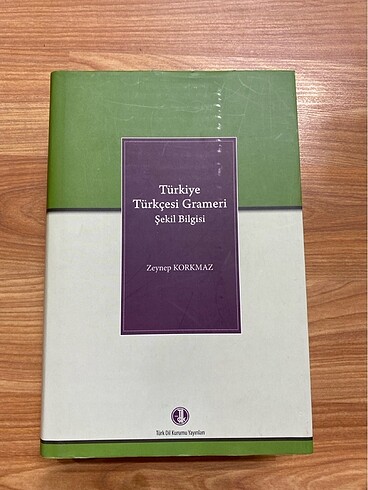 Türkiye
Türkçesi Grameri
Şekil Bilgisi
Zeynep KORKMAZ
Türk Dil Kurumu Yayınları